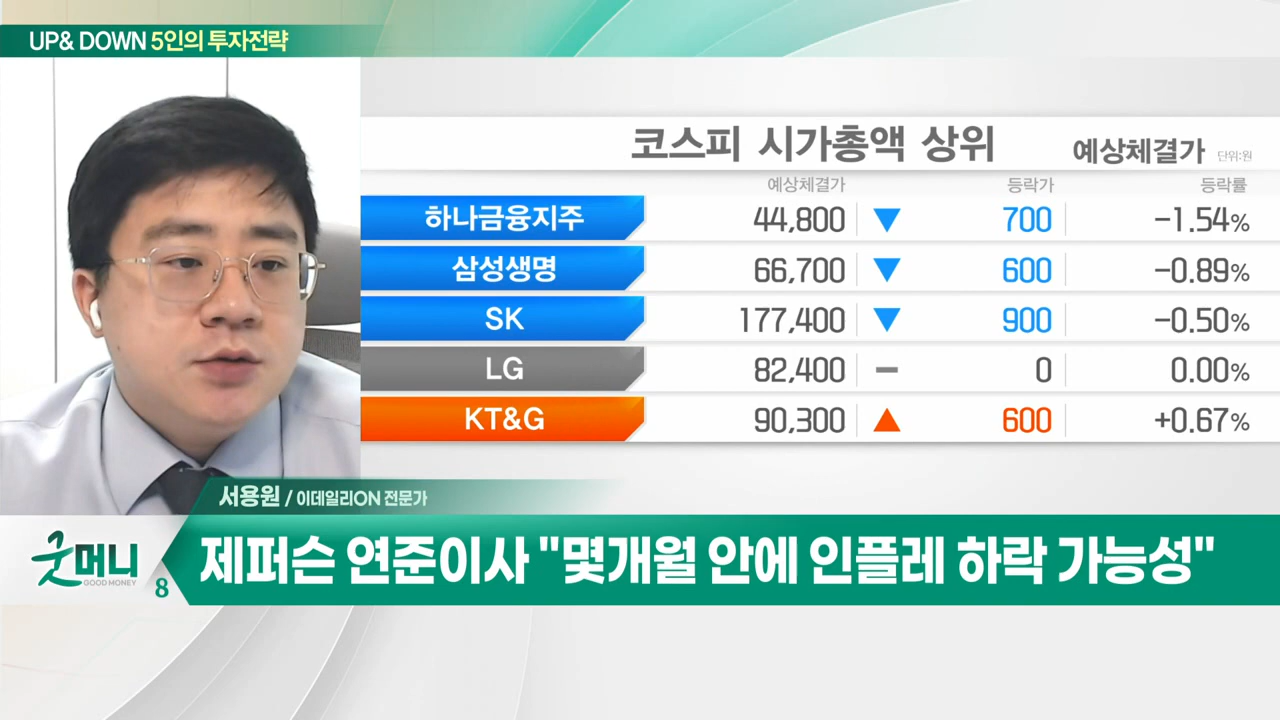 UP& DOWN 5인의 투자전략
코스피 시가총액 상위 예상체결가 단위:원
예상체결가 등락가 등락률
하나금융지주 44,800 ▼ 700 -1.54%
삼성생명 66,700 ▼ 600 -0.89%
SK 177,400 ▼ 900 -0.50%
LG 82,400 - 0 0.00%
KT&G 90,300 ▲ 600 +0.67%
서용원 / 이데일리ON 전문가
굿머니
GOOD MONEY
8
제퍼슨 연준이사 "몇개월 안에 인플레 하락 가능성"